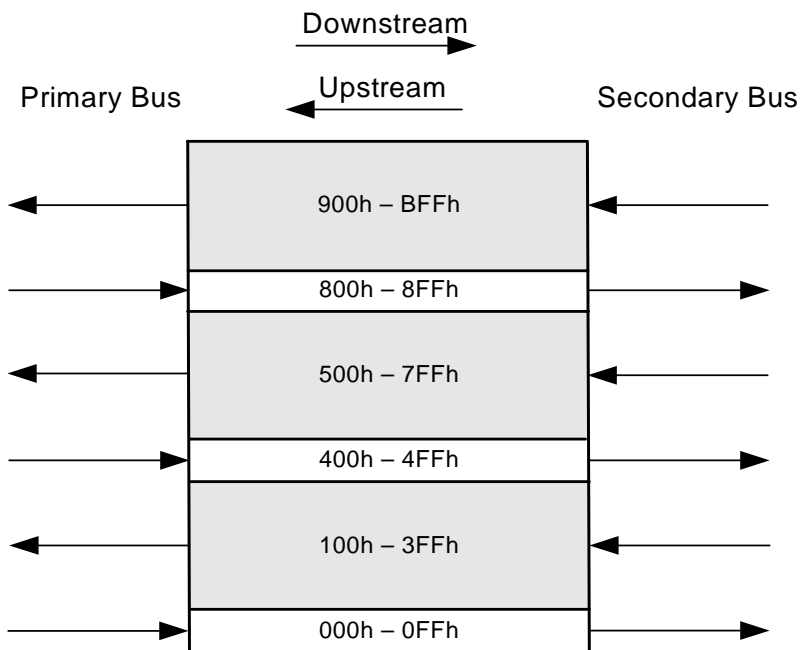 Downstream
Upstream
Primary Bus
Secondary Bus
900h – BFFh
800h – 8FFh
500h – 7FFh
400h – 4FFh
100h – 3FFh
000h – 0FFh